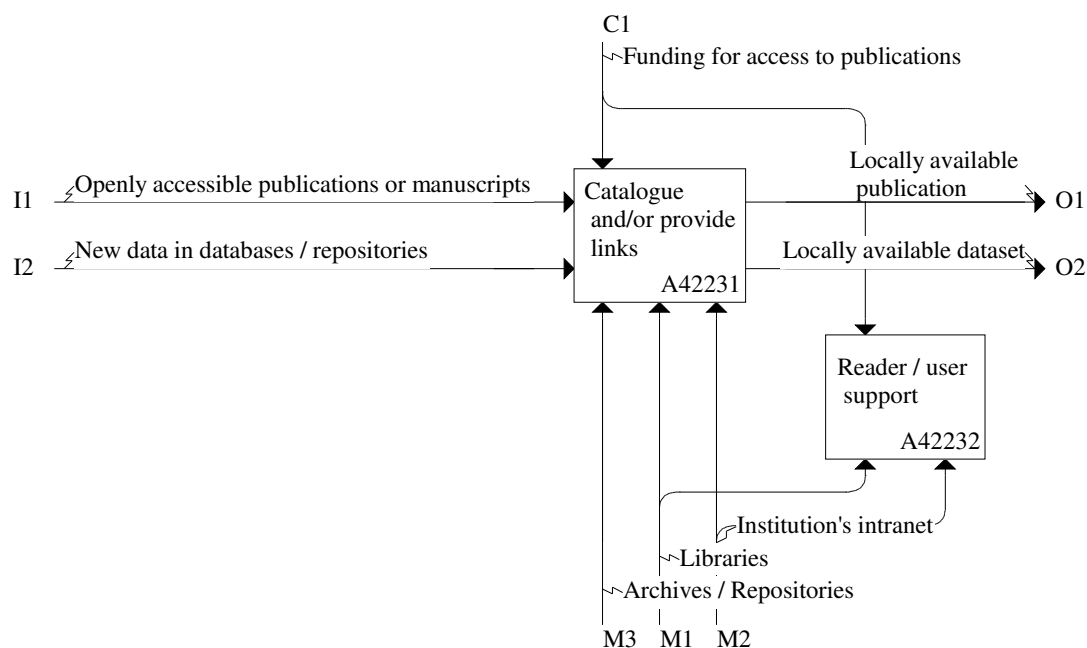 C1
Funding for access to publications
Locally available
publication
I1
Openly accessible publications or manuscripts
Catalogue
and/or provide
links
A42231
O1
I2
New data in databases / repositories
Locally available dataset
O2
Reader / user
support
A42232
Institution's intranet
Libraries
Archives / Repositories
M3
M1
M2